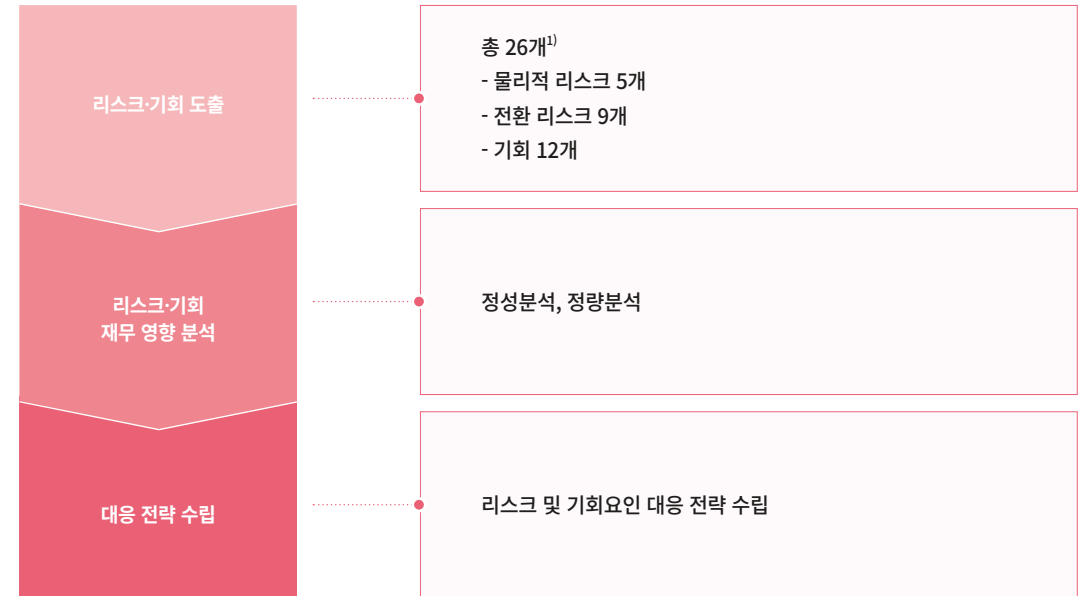 리스크·기회 도출
총 26개1)
- 물리적 리스크 5개
- 전환 리스크 9개
- 기회 12개
리스크·기회
재무 영향 분석
정성분석, 정량분석
대응 전략 수립
리스크 및 기회요인 대응 전략 수립